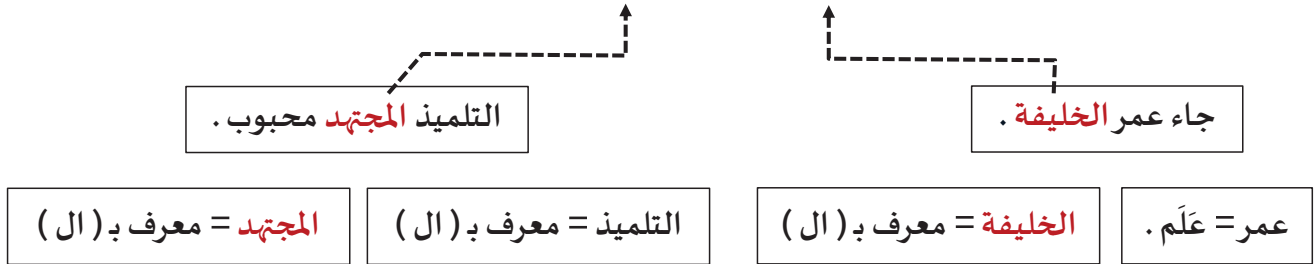 جاء عمر الخليفة .
التلميذ المجتهد محبوب .
عمر = عَلَم .
الخليفة = معرف بـ ( ال )
التلميذ = معرف بـ ( ال )
المجتهد = معرف بـ ( ال )